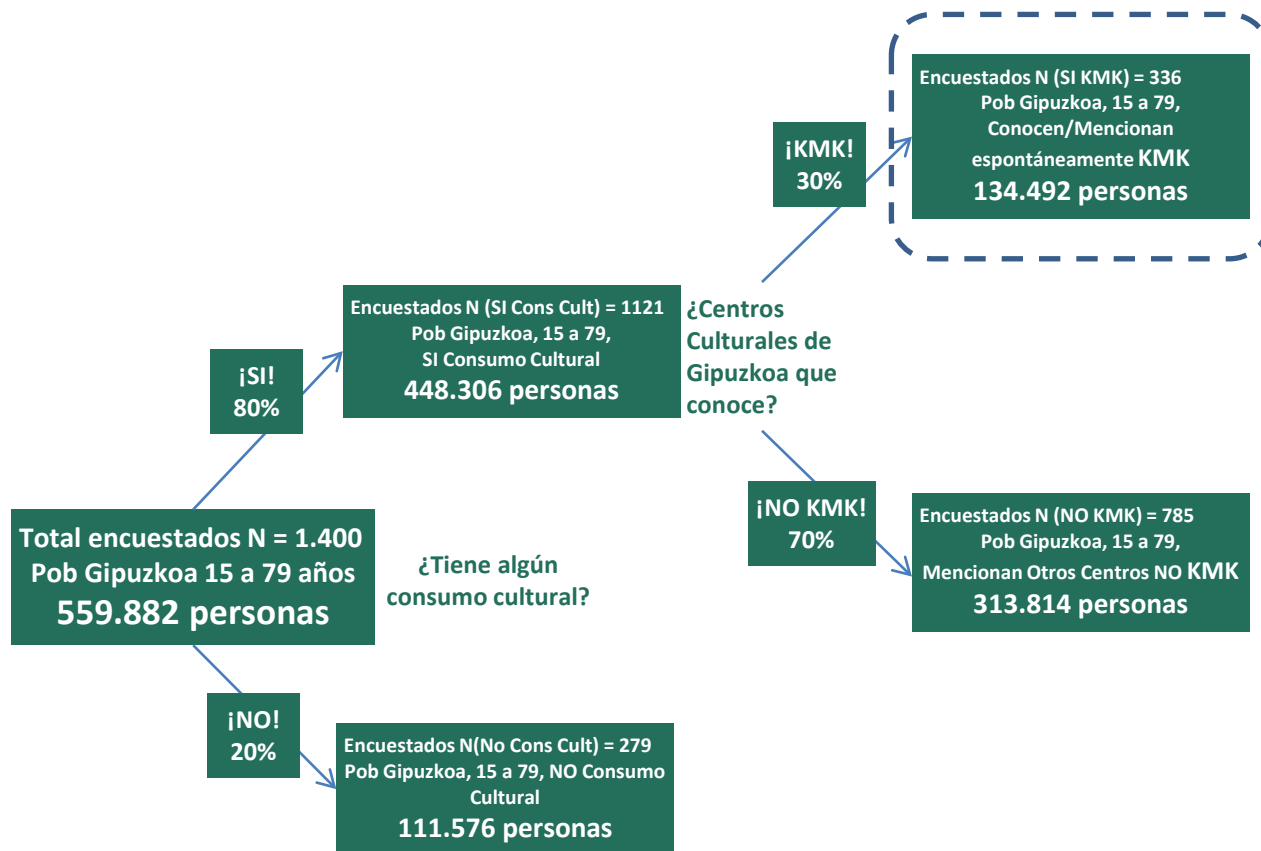 Total encuestados N = 1.400
Pob Gipuzkoa 15 a 79 años
559.882 personas
¿Tiene algún
consumo cultural?
¡SI!
80%
Encuestados N (SI Cons Cult) = 1121
Pob Gipuzkoa, 15 a 79,
SI Consumo Cultural
448.306 personas
¿Centros
Culturales de
Gipuzkoa que
conoce?
¡KMK!
30%
Encuestados N (SI KMK) = 336
Pob Gipuzkoa, 15 a 79,
Conocen/Mencionan
espontáneamente KMK
134.492 personas
¡NO KMK!
70%
Encuestados N (NO KMK) = 785
Pob Gipuzkoa, 15 a 79,
Mencionan Otros Centros NO KMK
313.814 personas
¡NO!
20%
Encuestados N(No Cons Cult) = 279
Pob Gipuzkoa, 15 a 79, NO Consumo
Cultural
111.576 personas